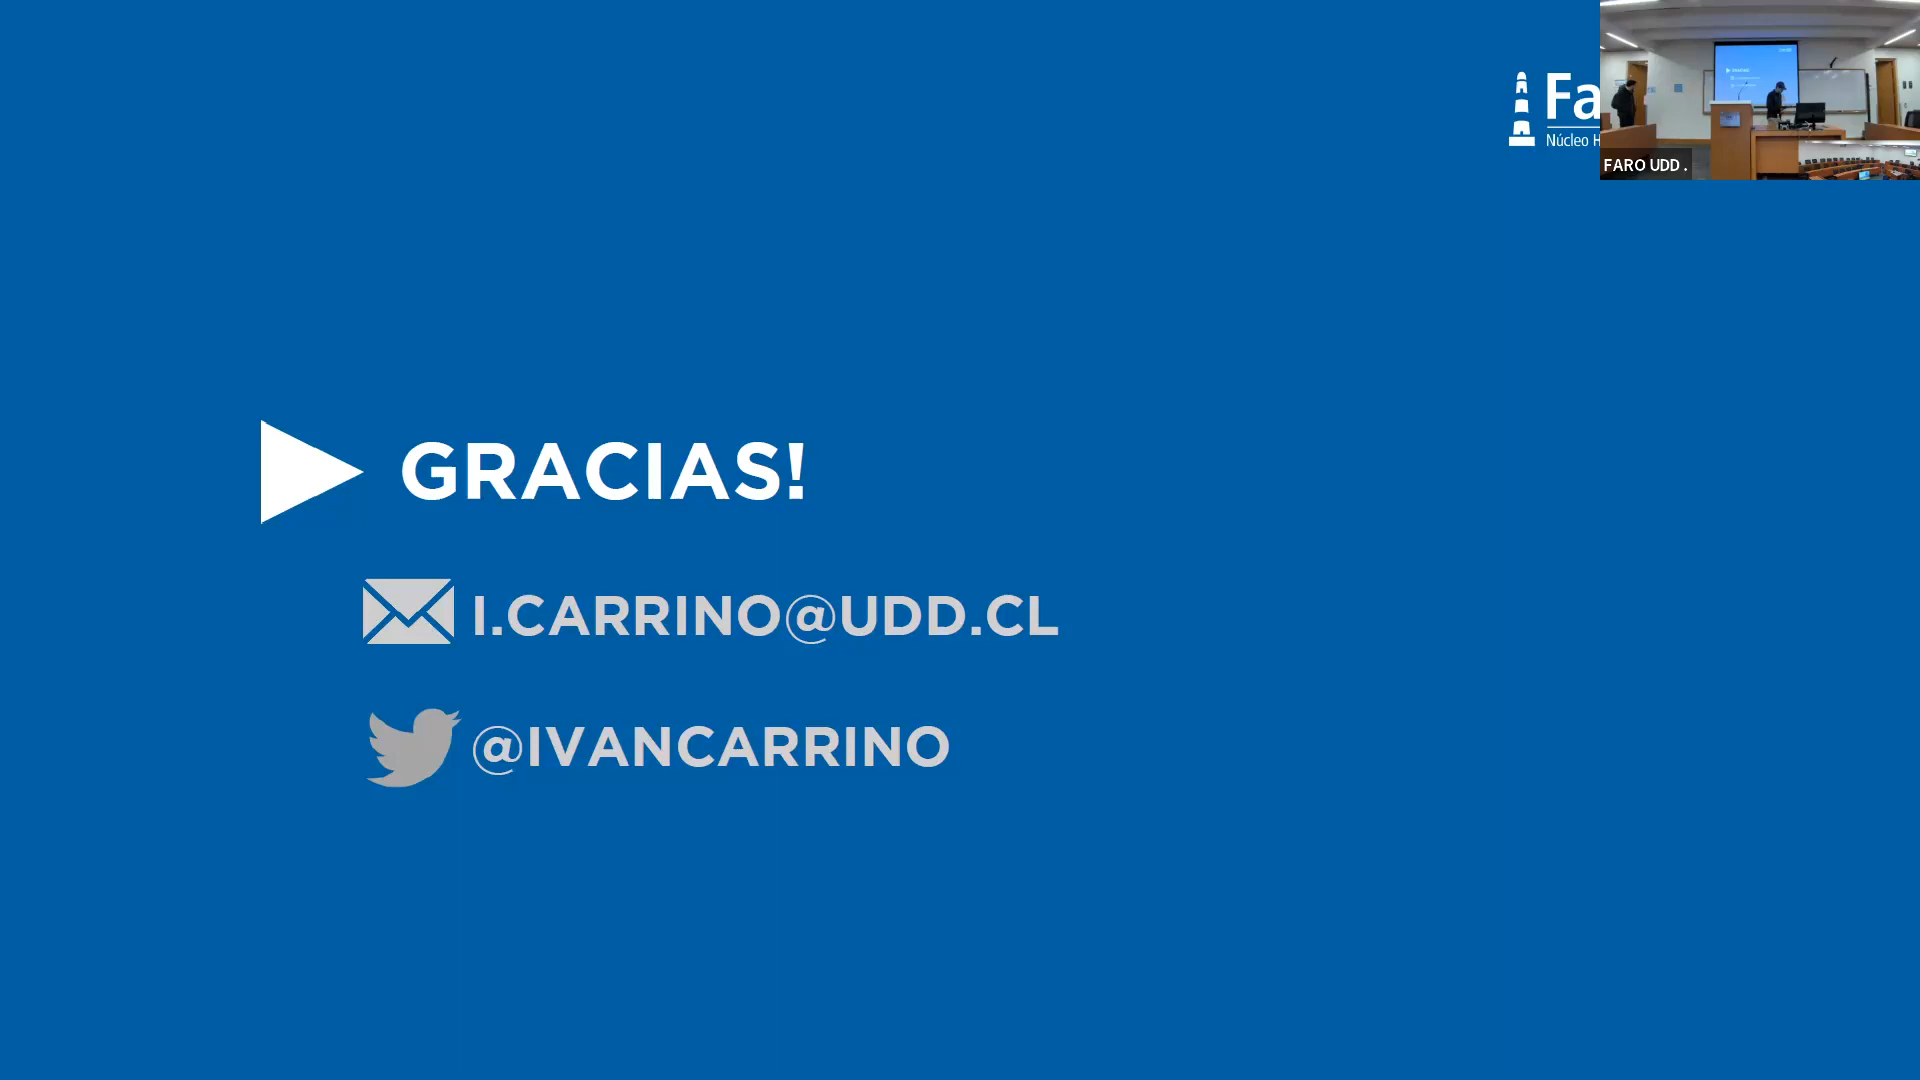 Fa
Núcleo H
FARO UDD .
GRACIAS!
I.CARRINO@UDD.CL
@IVANCARRINO